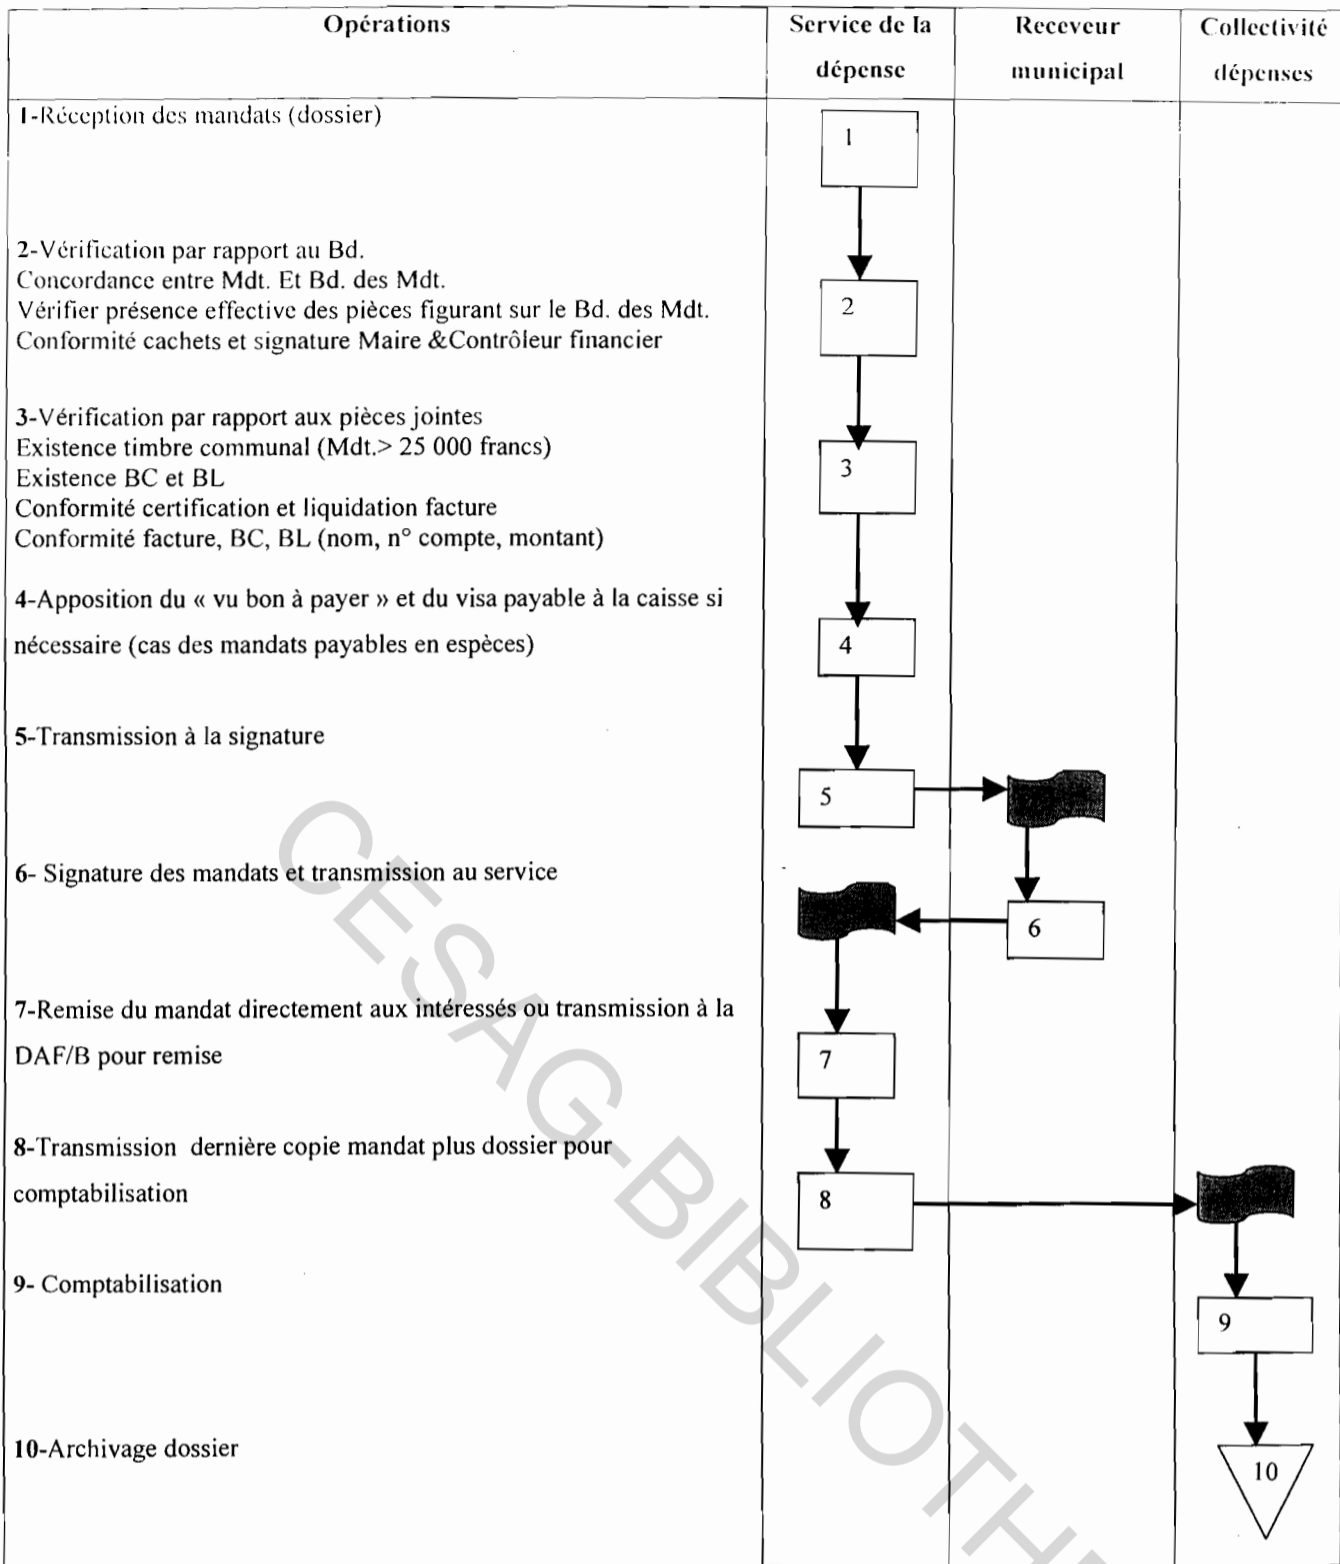 Opérations
Service de la
dépense
Receveur
municipal
Collectivité
dépenses
1-Réception des mandats (dossier)
1
2-Vérification par rapport au Bd.
Concordance entre Mdt. Et Bd. des Mdt.
Vérifier présence effective des pièces figurant sur le Bd. des Mdt.
Conformité cachets et signature Maire &Contrôleur financier
2
3-Vérification par rapport aux pièces jointes
Existence timbre communal (Mdt.> 25 000 francs)
Existence BC et BL
Conformité certification et liquidation facture
Conformité facture, BC, BL (nom, n° compte, montant)
3
4-Apposition du « vu bon à payer » et du visa payable à la caisse si
nécessaire (cas des mandats payables en espèces)
4
5-Transmission à la signature
5
6- Signature des mandats et transmission au service
6
7-Remise du mandat directement aux intéressés ou transmission à la
DAF/B pour remise
7
8-Transmission dernière copie mandat plus dossier pour
comptabilisation
8
9- Comptabilisation
9
10-Archivage dossier
10
CESAG-BIBLIOTH